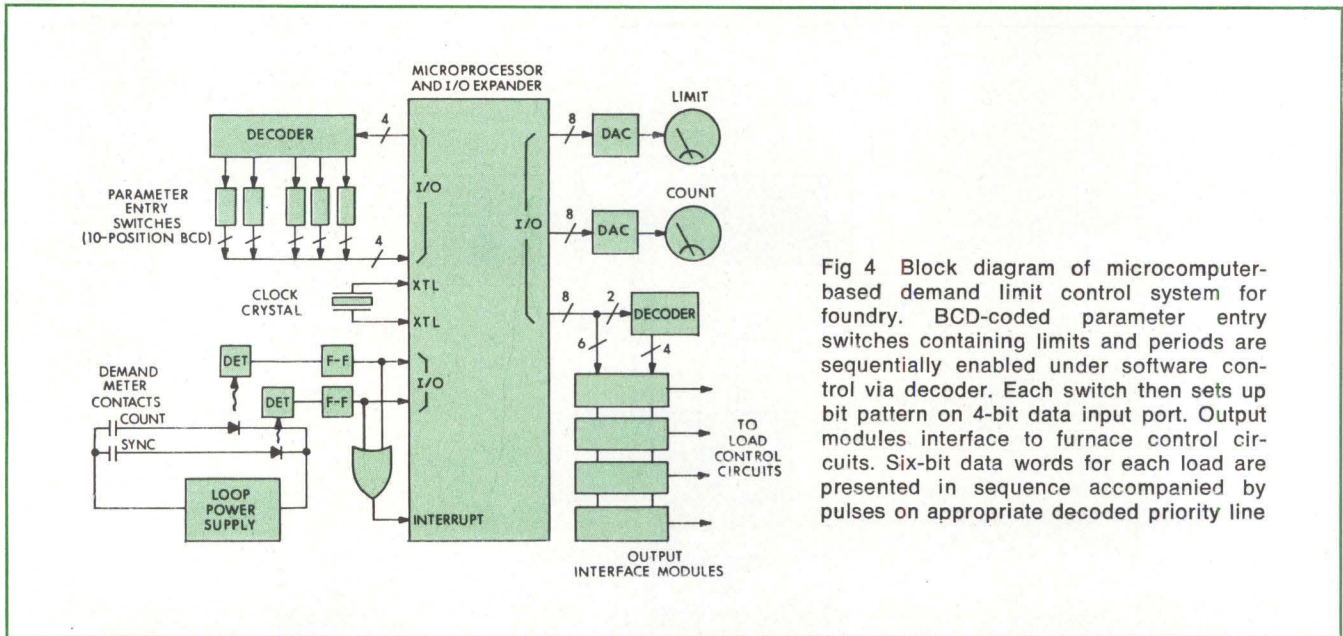 MICROPROCESSOR
AND I/O EXPANDER
LIMIT
4
8
DECODER
DAC
I/O
PARAMETER
ENTRY
SWITCHES
(10-POSITION BCD)
COUNT
8
I/O
DAC
4
XTL
CLOCK
CRYSTAL
XTL
8
2
DECODER
6
4
DET
F-F
I/O
DEMAND
METER
CONTACTS
DET
F-F
COUNT
SYNC
TO
LOAD
CONTROL
CIRCUITS
LOOP
POWER
SUPPLY
INTERRUPT
OUTPUT
INTERFACE MODULES
Fig 4 Block diagram of microcomputer-
based demand limit control system for
foundry. BCD-coded parameter entry
switches containing limits and periods are
sequentially enabled under software con-
trol via decoder. Each switch then sets up
bit pattern on 4-bit data input port. Output
modules interface to furnace control cir-
cuits. Six-bit data words for each load are
presented in sequence accompanied by
pulses on appropriate decoded priority line